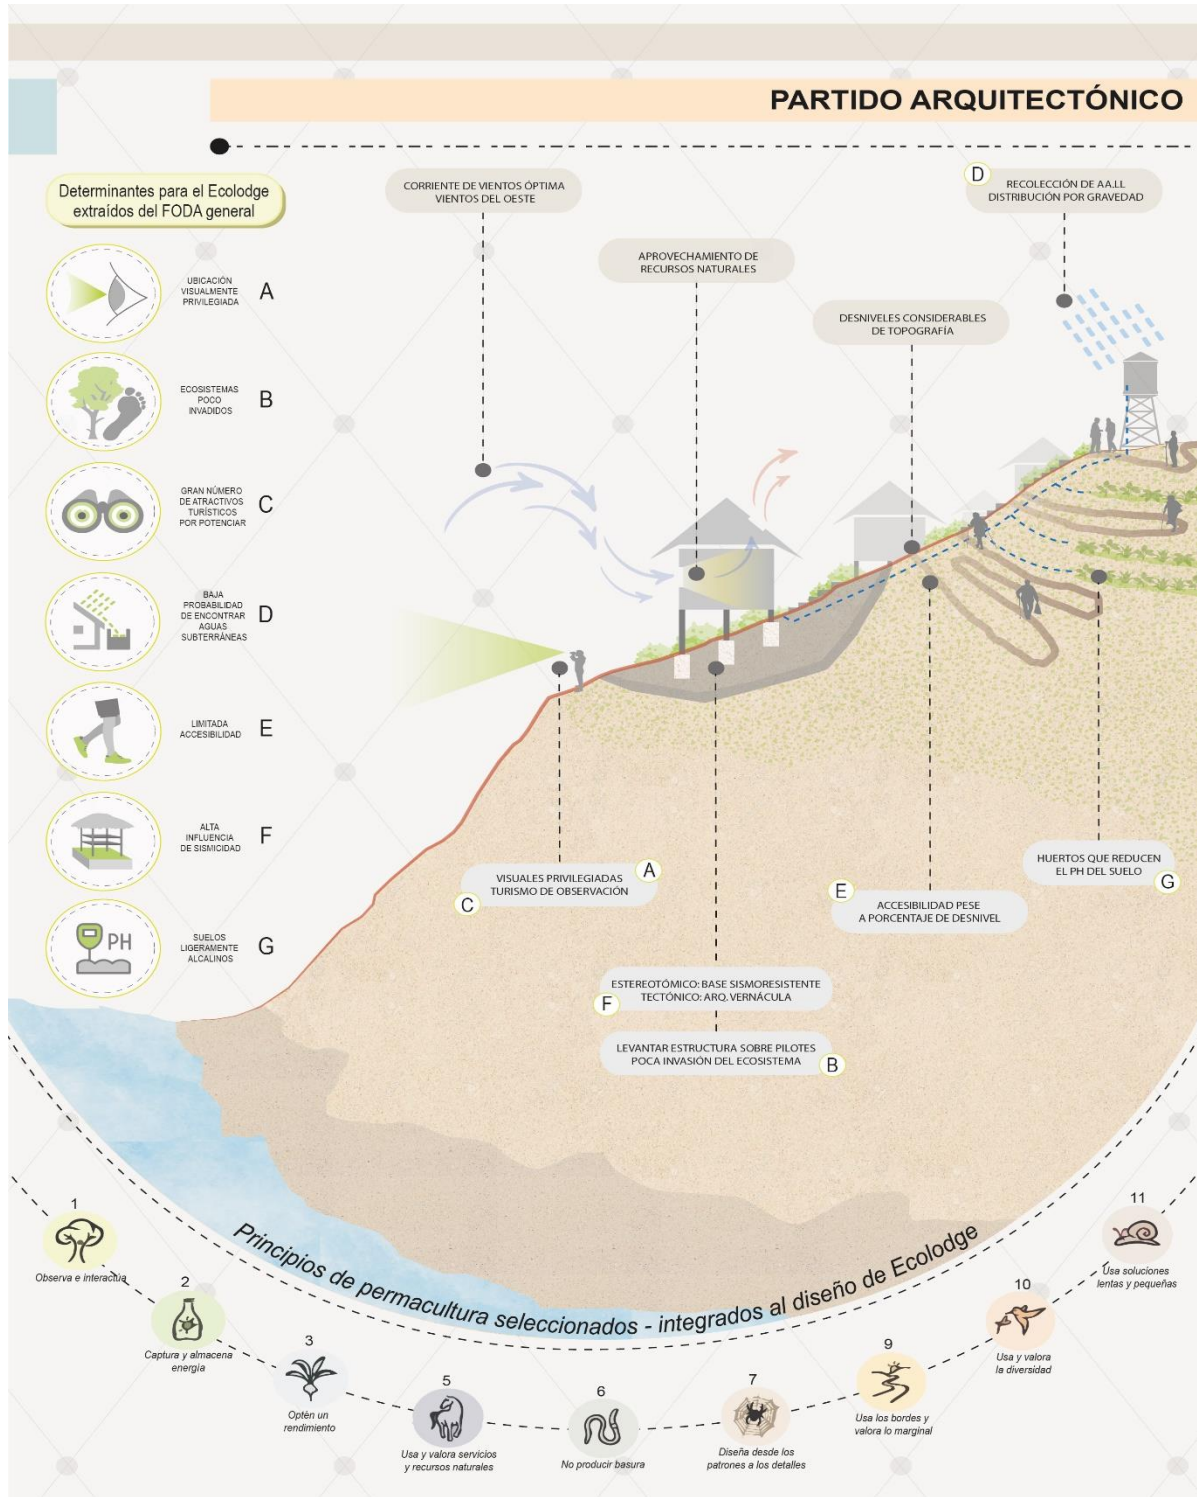 PARTIDO ARQUITECTÓNICO
Determinantes para el Ecolodge
extraídos del FODA general
UBICACIÓN
VISUALMENTE
PRIVILEGIADA
A
ECOSISTEMAS
POCO
INVADIDOS
B
GRAN NÚMERO
DE ATRACTIVOS
TURÍSTICOS
POR POTENCIAR
C
BAJA
PROBABILIDAD
DE ENCONTRAR
AGUAS
SUBTERRÁNEAS
D
LIMITADA
ACCESIBILIDAD
E
ALTA
INFLUENCIA
DE SISMICIDAD
F
PH
SUELOS
LIGERAMENTE
ALCALINOS
G
CORRIENTE DE VIENTOS ÓPTIMA
VIENTOS DEL OESTE
APROVECHAMIENTO DE
RECURSOS NATURALES
DESNIVELES CONSIDERABLES
DE TOPOGRAFÍA
D
RECOLECCIÓN DE AA.LL
DISTRIBUCIÓN POR GRAVEDAD
VISUALES PRIVILEGIADAS
TURISMO DE OBSERVACIÓN
A
C
ESTEREOTÓMICO: BASE SISMORESISTENTE
TECTÓNICO: ARQ. VERNÁCULA
F
LEVANTAR ESTRUCTURA SOBRE PILOTES
POCA INVASIÓN DEL ECOSISTEMA
B
E
ACCESIBILIDAD PESE
A PORCENTAJE DE DESNIVEL
HUERTOS QUE REDUCEN
EL PH DEL SUELO
G
Principios de permacultura seleccionados - integrados al diseño de Ecolodge
1
Observa e interactúa
2
Captura y almacena
energía
3
Optén un
rendimiento
5
Usa y valora servicios
y recursos naturales
6
No producir basura
7
Diseña desde los
patrones a los detalles
9
Usa los bordes y
valora lo marginal
10
Usa y valora
la diversidad
11
Usa soluciones
lentas y pequeñas